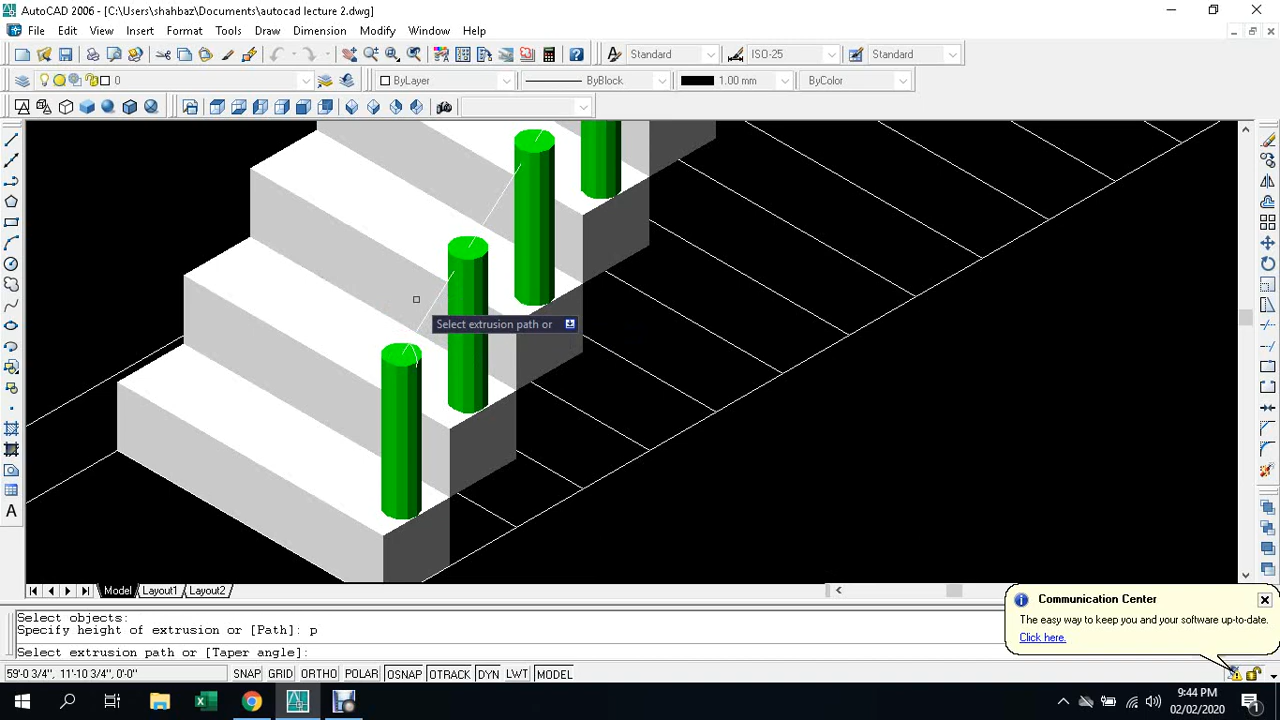 AutoCAD 2006 - [C:\Users\shahbaz\Documents\autocad lecture 2.dwg]
File Edit View Insert Format Tools Draw Dimension Modify Window Help
Standard ISO-25 Standard
0 ByLayer ByBlock 1.00 mm ByColor
Select extrusion path or
A
Model Layout1 Layout2
Communication Center
The easy way to keep you and your software up-to-date.
Click here.
Select objects:
Specify height of extrusion or [Path]: p
Select extrusion path or [Taper angle]:
59'-0 3/4", 11'-10 3/4", 0'-0" SNAP GRID ORTHO POLAR OSNAP OTRACK DYN LWT MODEL
9:44 PM
02/02/2020
1